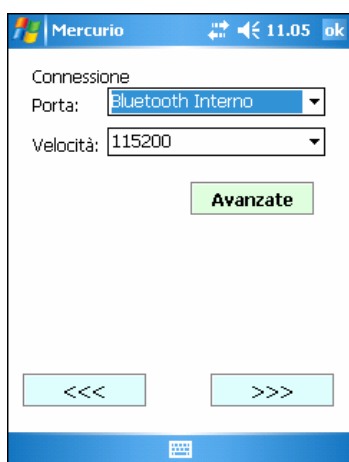 Mercurio 11.05 ok
Connessione
Porta: Bluetooth Interno
Velocità: 115200
Avanzate
<<< >>>